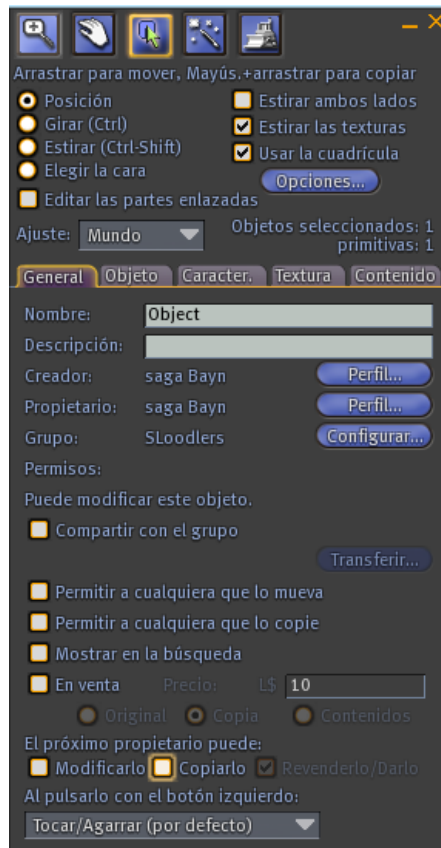 Arrastrar para mover, Mayús.+arrastrar para copiar
Posición
Estirar ambos lados
Girar (Ctrl)
Estirar las texturas
Estirar (Ctrl-Shift)
Usar la cuadrícula
Elegir la cara
Opciones...
Editar las partes enlazadas
Ajuste: Mundo
Objetos seleccionados: 1
primitivas: 1
General Objeto Caracter. Textura Contenido
Nombre: Object
Descripción:
Creador: saga Bayn Perfil...
Propietario: saga Bayn Perfil...
Grupo: SLoodlers Configurar...
Permisos:
Puede modificar este objeto.
Compartir con el grupo
Transferir...
Permitir a cualquiera que lo mueva
Permitir a cualquiera que lo copie
Mostrar en la búsqueda
En venta Precio: L$ 10
Original Copia Contenidos
El próximo propietario puede:
Modificarlo Copiarlo Revenderlo/Darlo
Al pulsarlo con el botón izquierdo:
Tocar/Agarrar (por defecto)